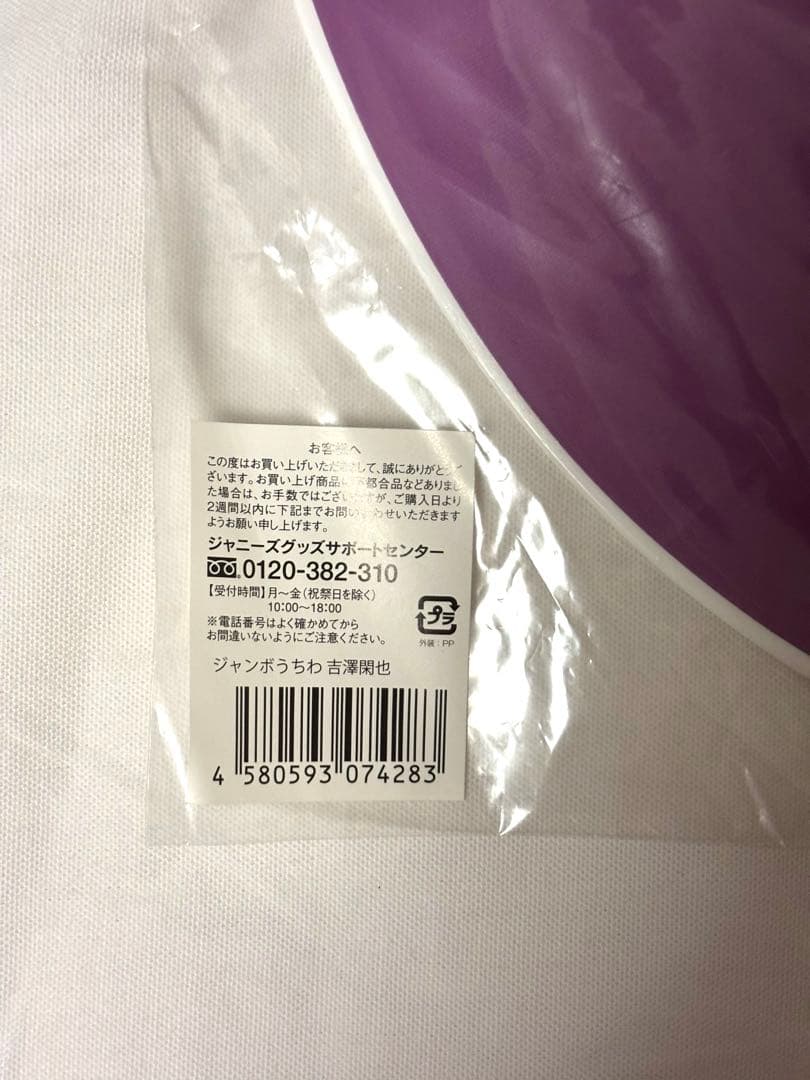 お客様へ
この度はお買い上げいただきまして、誠にありがとうご
ざいます。お買い上げ商品に不都合品などありまし
た場合は、お手数ではございますが、ご購入日より
2週間以内に下記までお問い合わせいただきます
ようお願い申し上げます。
ジャニーズグッズサポートセンター
0120-382-310
【受付時間】月〜金(祝祭日を除く)
10:00〜18:00
※電話番号はよく確かめてから
お間違いないようにご注意ください。
プラ
外装:PP
ジャンボうちわ 吉澤閑也
4 580593 074283